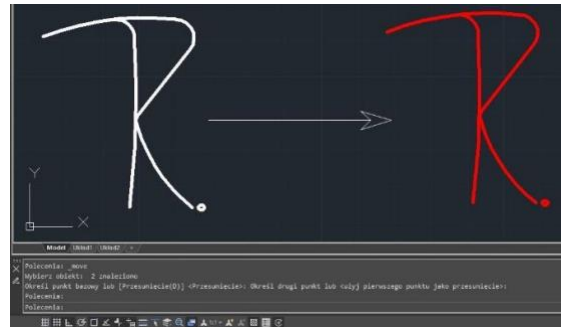 R.
R.
Y
X
Model Układ1 Układ2 +
Polecenia: _move
Wybierz obiekt: 2 znaleziono
Określ punkt bazowy lub [Przesunięcie(D)] <Przesunięcie>: Określ drugi punkt lub <użyj pierwszego punktu jako przesunięcie>:
Polecenie:
Polecenie: